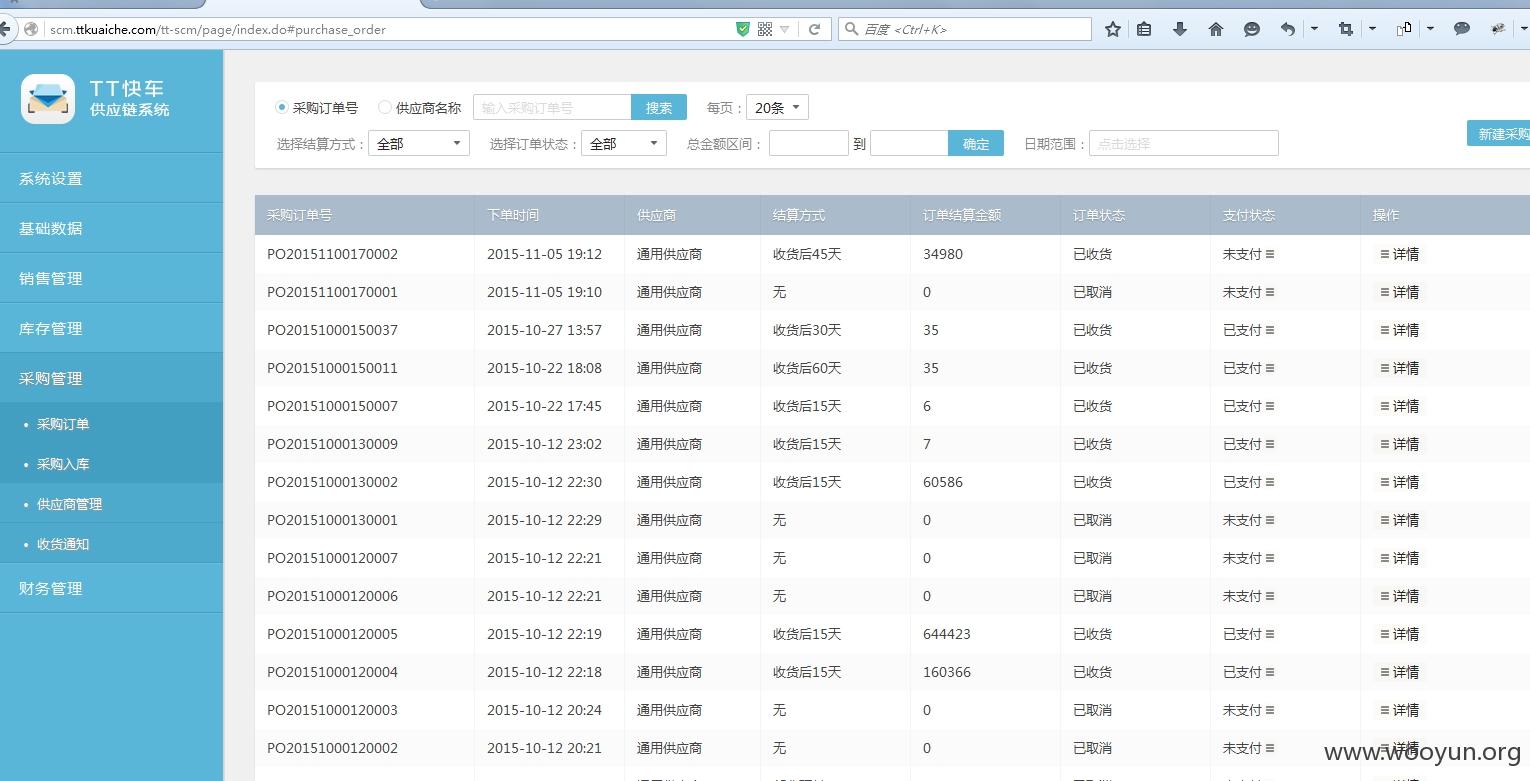 scm.ttkuaiche.com/tt-scm/page/index.do#purchase_order
百度 <Ctrl+K>
TT快车
供应链系统
系统设置
基础数据
销售管理
库存管理
采购管理
采购订单
采购入库
供应商管理
收货通知
财务管理
采购订单号 供应商名称 输入采购订单号 搜索 每页： 20条
选择结算方式： 全部 选择订单状态： 全部 总金额区间： 到 确定 日期范围： 点击选择
新建采购
采购订单号 下单时间 供应商 结算方式 订单结算金额 订单状态 支付状态 操作
PO20151100170002 2015-11-05 19:12 通用供应商 收货后45天 34980 已收货 未支付 详情
PO20151100170001 2015-11-05 19:10 通用供应商 无 0 已取消 未支付 详情
PO20151000150037 2015-10-27 13:57 通用供应商 收货后30天 35 已收货 已支付 详情
PO20151000150011 2015-10-22 18:08 通用供应商 收货后60天 35 已收货 已支付 详情
PO20151000150007 2015-10-22 17:45 通用供应商 收货后15天 6 已收货 已支付 详情
PO20151000130009 2015-10-12 23:02 通用供应商 收货后15天 7 已收货 已支付 详情
PO20151000130002 2015-10-12 22:30 通用供应商 收货后15天 60586 已收货 已支付 详情
PO20151000130001 2015-10-12 22:29 通用供应商 无 0 已取消 未支付 详情
PO20151000120007 2015-10-12 22:21 通用供应商 无 0 已取消 未支付 详情
PO20151000120006 2015-10-12 22:21 通用供应商 无 0 已取消 未支付 详情
PO20151000120005 2015-10-12 22:19 通用供应商 收货后15天 644423 已收货 已支付 详情
PO20151000120004 2015-10-12 22:18 通用供应商 收货后15天 160366 已收货 已支付 详情
PO20151000120003 2015-10-12 20:24 通用供应商 无 0 已取消 未支付 详情
PO20151000120002 2015-10-12 20:21 通用供应商 无 0 已取消 未支付 详情
www.wooyun.org